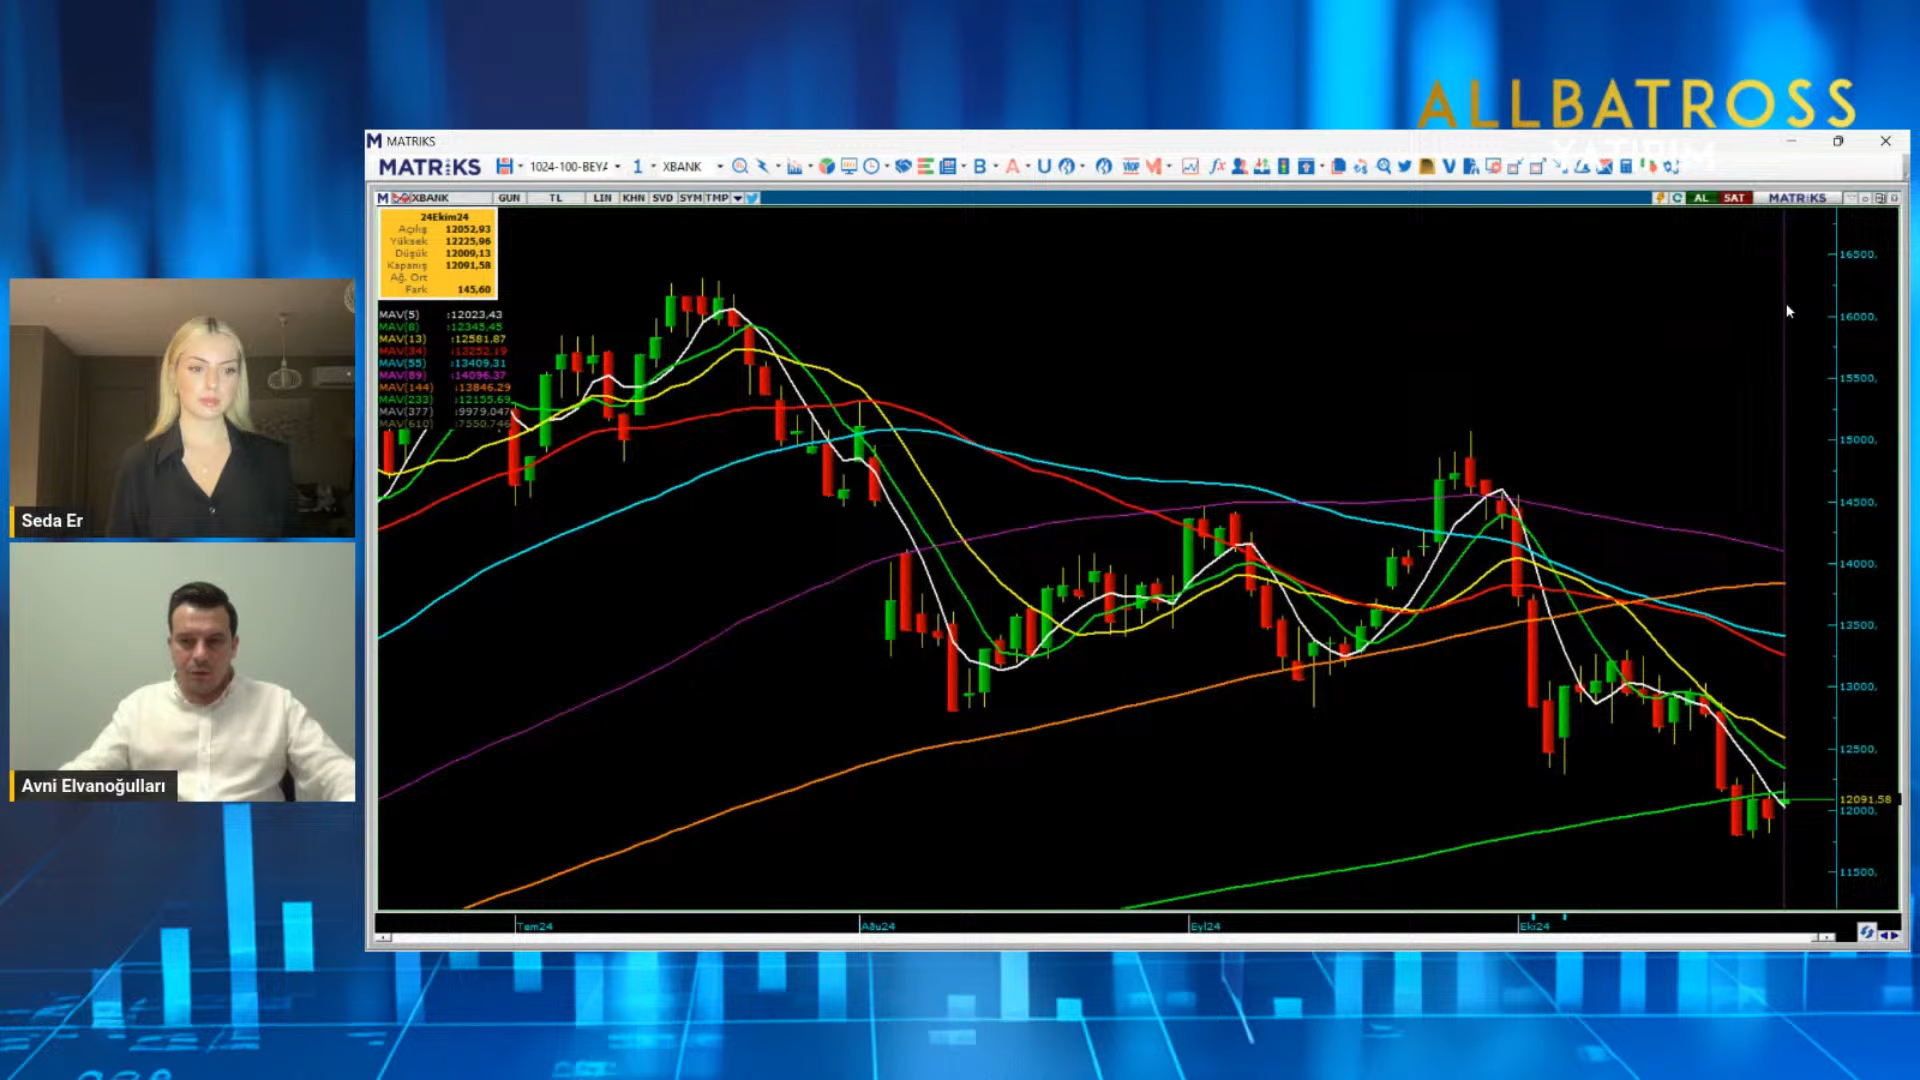 ALLBATROSS
YATIRIM
MATRIKS
MATRIKS 1024-100-BEYA 1 XBANK
XBANK GUN TL LIN KHN SVD SYM TMP AL SAT MATRIKS
24Ekim24
Açılış 12052,93
Yüksek 12225,96
Düşük 12009,13
Kapanış 12091,58
Ağ. Ort
Fark 145,60
MAV(5) :12023,43
MAV(8) :12345,45
MAV(13) :12581,87
MAV(34) :13252,19
MAV(55) :13409,31
MAV(89) :14096,37
MAV(144) :13846,29
MAV(233) :12155,69
MAV(377) :9979,047
MAV(610) :7550,746
16500,
16000,
15500,
15000,
14500,
14000,
13500,
13000,
12500,
12091.58
12000,
11500,
Tem24 Ağu24 Eyl24 Eki24
Seda Er
Avni Elvanoğulları